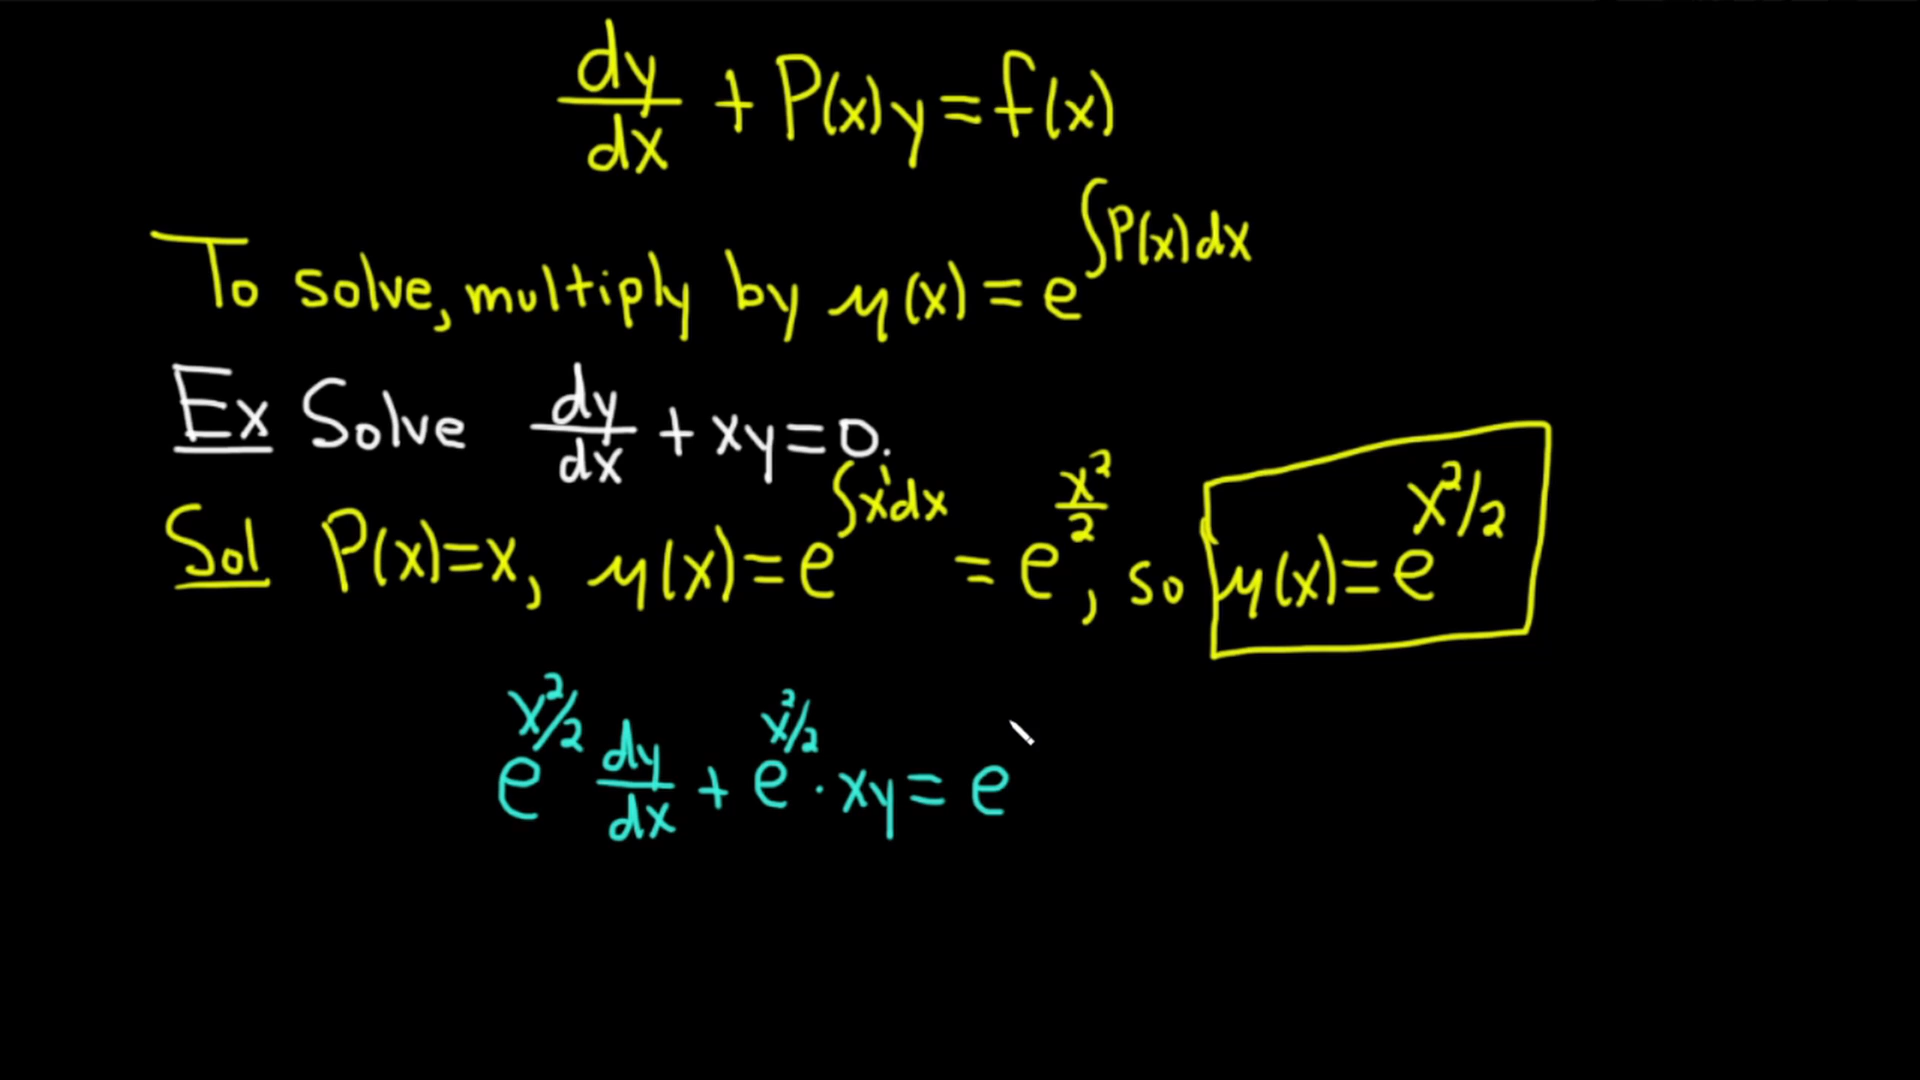 dy/dx + P(x)y = f(x)
To solve, multiply by μ(x) = e^∫P(x)dx
Ex Solve dy/dx + xy = 0.
Sol P(x) = x, μ(x) = e^∫x¹dx = e^x²/2, so μ(x) = e^x²/2
e^x²/2 dy/dx + e^x²/2 · xy = e